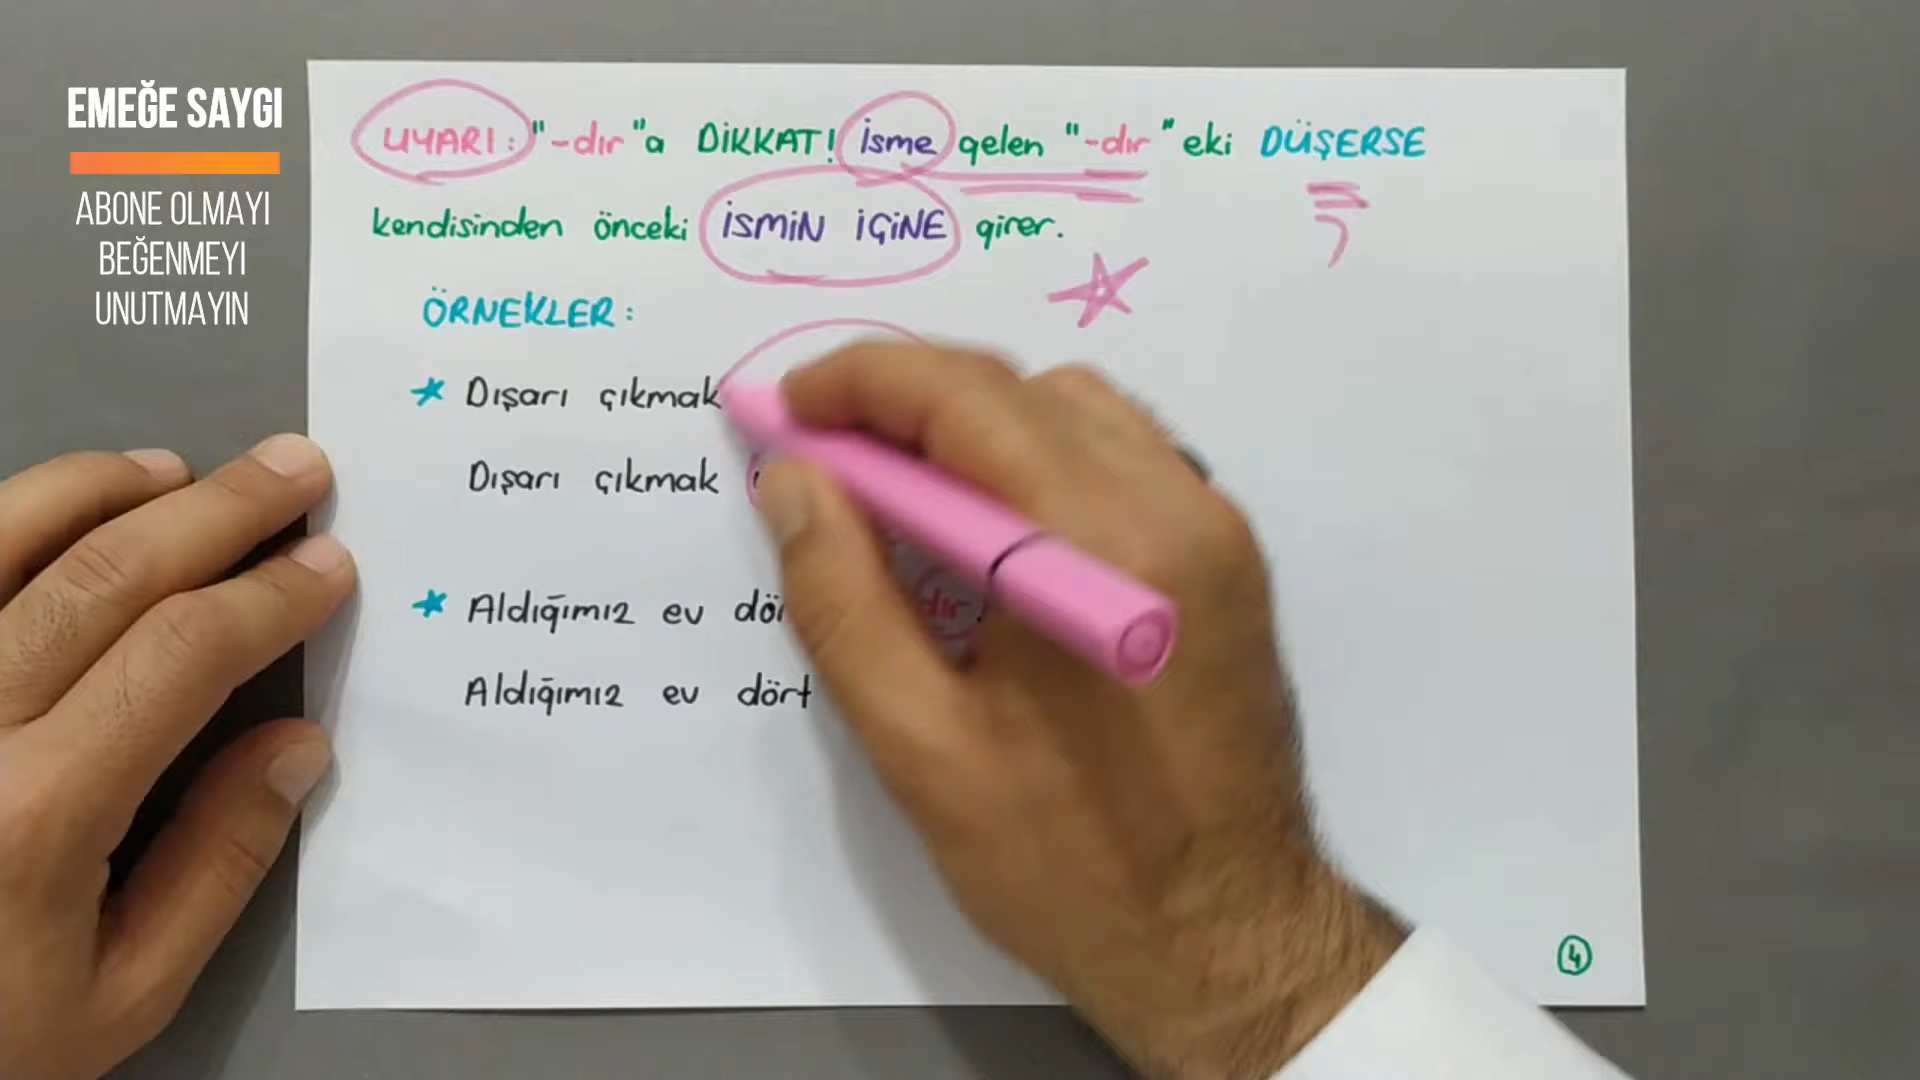 EMEĞE SAYGI
ABONE OLMAYI
BEĞENMEYİ
UNUTMAYIN
UYARI: "-dır"a DİKKAT! İsme gelen "-dır" eki DÜŞERSE
kendisinden önceki İSMİN İÇİNE girer.
ÖRNEKLER:
Dışarı çıkmak
Dışarı çıkmak
Aldığımız ev dır.
Aldığımız ev dört
4